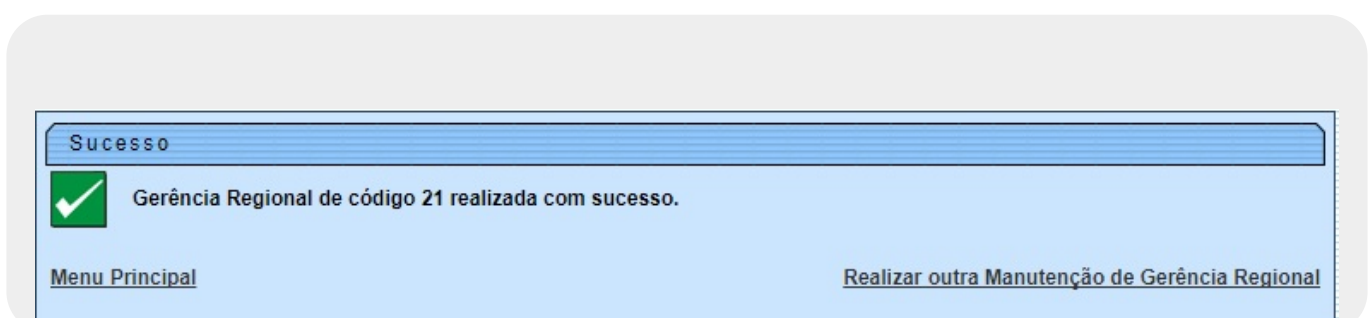 Sucesso
Gerência Regional de código 21 realizada com sucesso.
Menu Principal
Realizar outra Manutenção de Gerência Regional